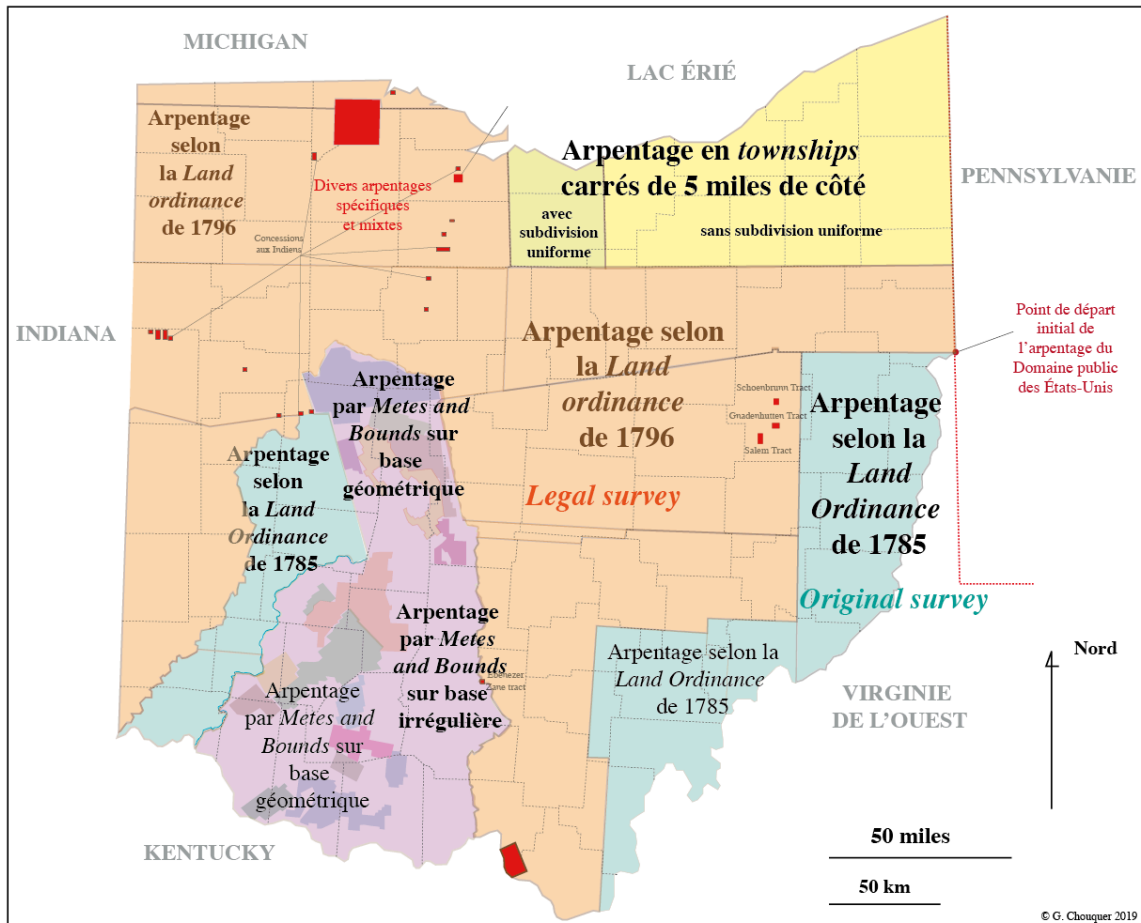 MICHIGAN
LAC ÉRIÉ
PENNSYLVANIE
INDIANA
KENTUCKY
VIRGINIE
DE L'OUEST
Arpentage
selon
la Land
ordinance
de 1796
Divers arpentages
spécifiques
et mixtes
Concessions
aux Indiens
Arpentage en townships
carrés de 5 miles de côté
avec
subdivision
uniforme
sans subdivision uniforme
Point de départ
initial de
l'arpentage du
Domaine public
des États-Unis
Arpentage selon
la Land
ordinance
de 1796
Legal survey
Schoenbrunn Tract
Gnadenhutten Tract
Salem Tract
Arpentage
selon la
Land
Ordinance
de 1785
Original survey
Arpentage
par Metes and
Bounds sur
base
géométrique
Arpentage
selon
la Land
Ordinance
de 1785
Arpentage
par Metes
and Bounds
sur base
irrégulière
Ebenezer
Zane tract
Arpentage
par Metes and
Bounds sur
base
géométrique
Arpentage selon la
Land Ordinance
de 1785
Nord
50 miles
50 km
© G. Chouquer 2019